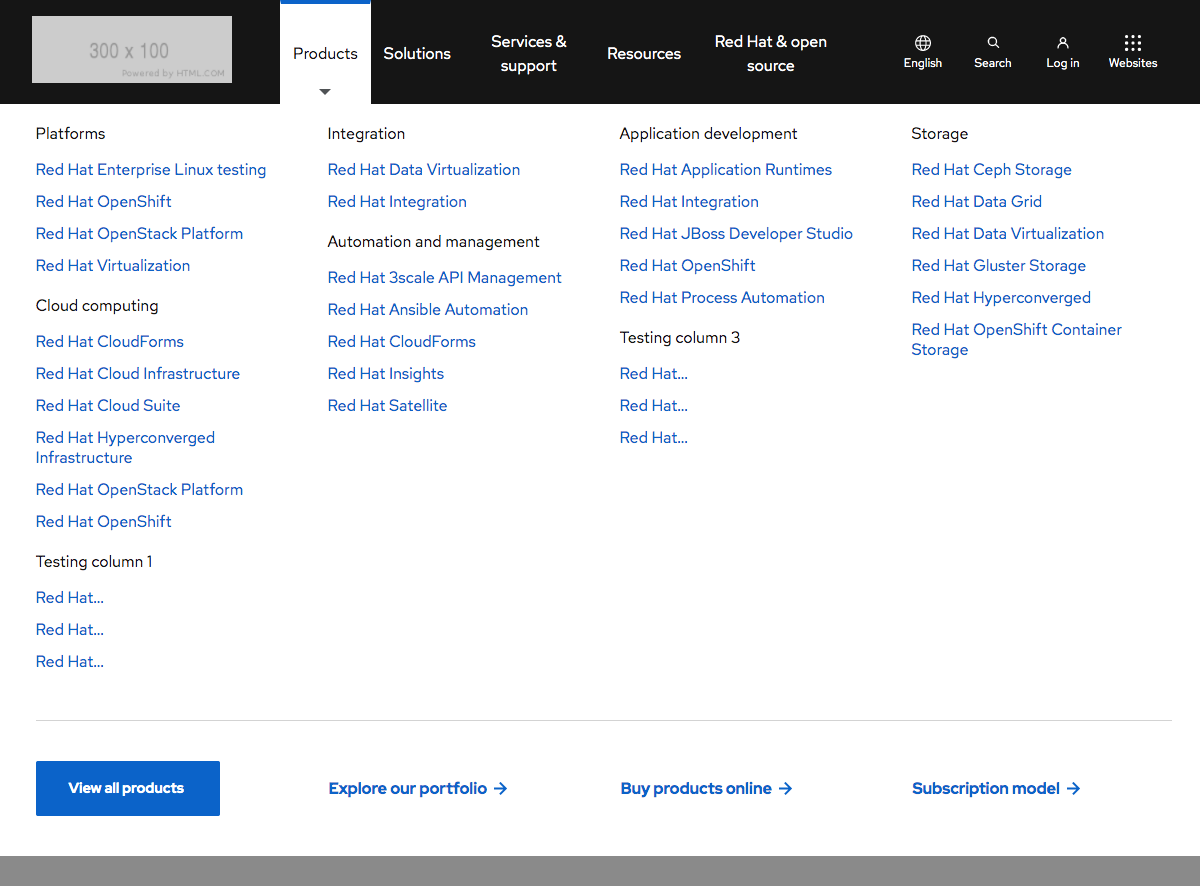 300 x 100
Powered by HTML.COM
Products
Solutions
Services &
support
Resources
Red Hat & open
source
English
Search
Log in
Websites
Platforms
Red Hat Enterprise Linux testing
Red Hat OpenShift
Red Hat OpenStack Platform
Red Hat Virtualization
Cloud computing
Red Hat CloudForms
Red Hat Cloud Infrastructure
Red Hat Cloud Suite
Red Hat Hyperconverged
Infrastructure
Red Hat OpenStack Platform
Red Hat OpenShift
Testing column 1
Red Hat...
Red Hat...
Red Hat...
Integration
Red Hat Data Virtualization
Red Hat Integration
Automation and management
Red Hat 3scale API Management
Red Hat Ansible Automation
Red Hat CloudForms
Red Hat Insights
Red Hat Satellite
Application development
Red Hat Application Runtimes
Red Hat Integration
Red Hat JBoss Developer Studio
Red Hat OpenShift
Red Hat Process Automation
Testing column 3
Red Hat...
Red Hat...
Red Hat...
Storage
Red Hat Ceph Storage
Red Hat Data Grid
Red Hat Data Virtualization
Red Hat Gluster Storage
Red Hat Hyperconverged
Red Hat OpenShift Container
Storage
View all products
Explore our portfolio →
Buy products online →
Subscription model →